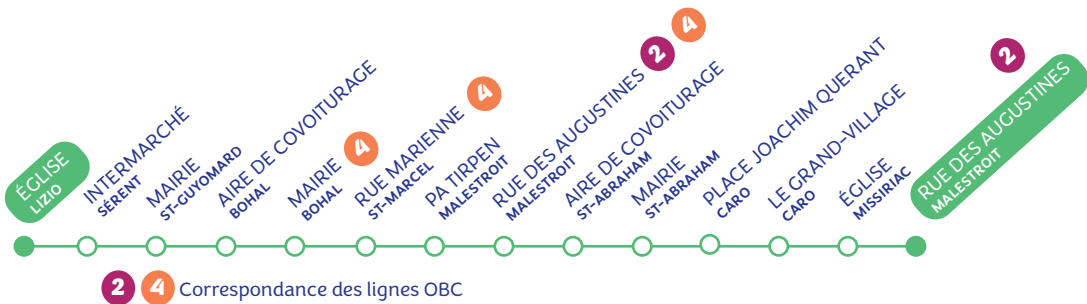 ÉGLISE
LIZIO
INTERMARCHÉ
SÉRENT
MAIRIE
ST-GUYOMARD
AIRE DE COVOITURAGE
BOHAL
MAIRIE 4
BOHAL
RUE MARIENNE 4
ST-MARCEL
PA TIRPEN
MALESTROIT
RUE DES AUGUSTINES 2 4
MALESTROIT
AIRE DE COVOITURAGE
ST-ABRAHAM
MAIRIE
ST-ABRAHAM
PLACE JOACHIM QUERANT
CARO
LE GRAND-VILLAGE
CARO
ÉGLISE
MISSIRIAC
RUE DES AUGUSTINES 2
MALESTROIT
2 4 Correspondance des lignes OBC